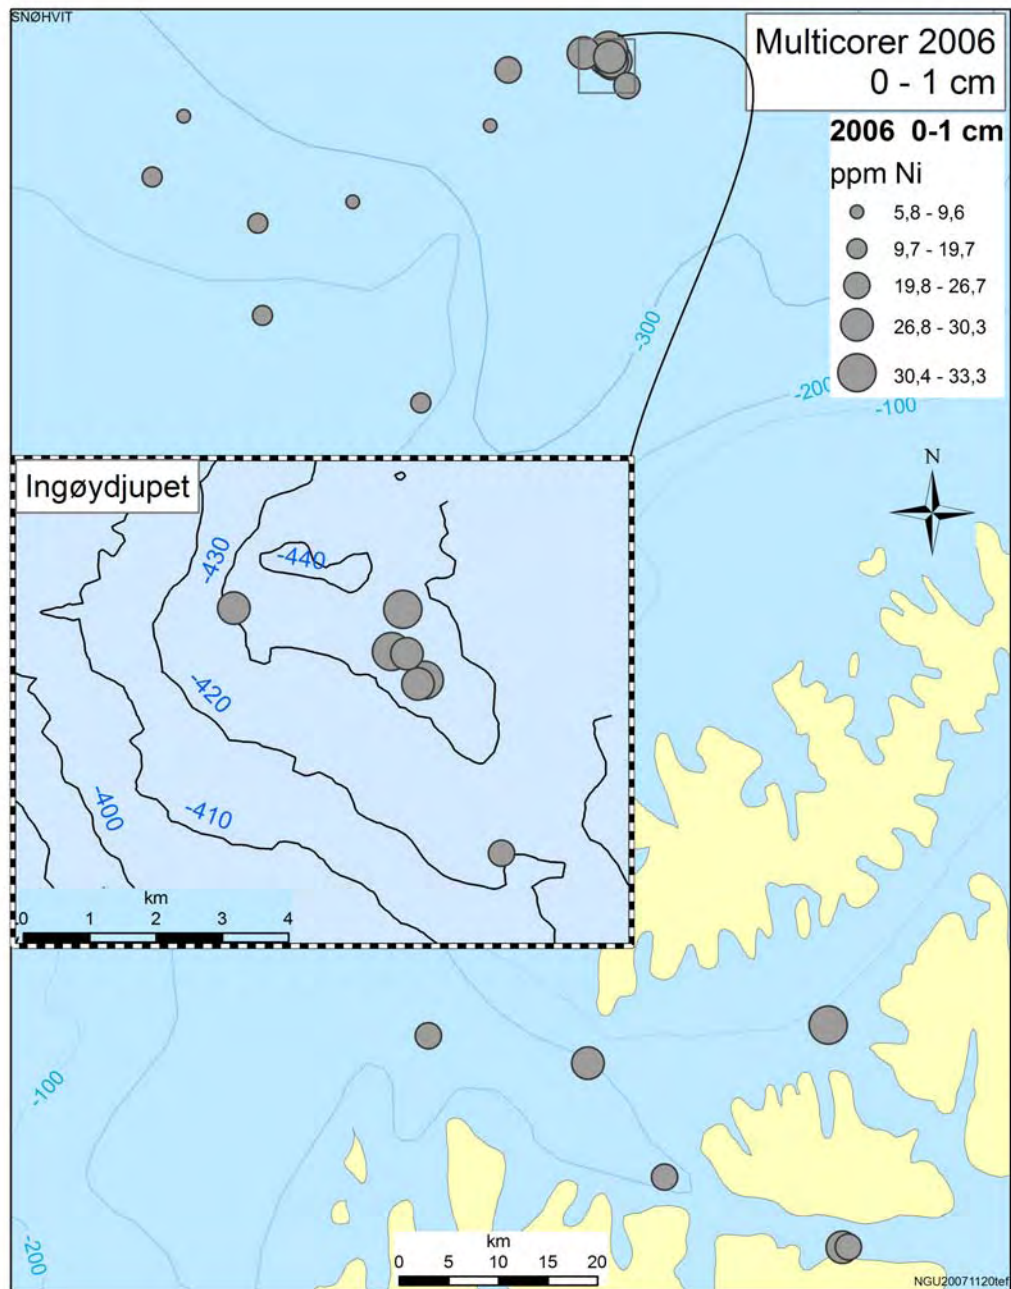 SNØHVIT
Multicorer 2006
0 - 1 cm
2006 0-1 cm
ppm Ni
5,8 - 9,6
9,7 - 19,7
19,8 - 26,7
26,8 - 30,3
30,4 - 33,3
-300
-200
-100
N
Ingøydjupet
-430
-440
-420
-400
-410
km
0 1 2 3 4
-100
-200
km
0 5 10 15 20
NGU20071120tef